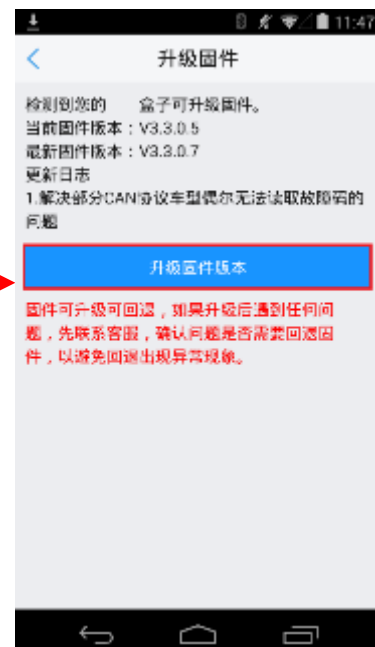 11:47
升级固件
检测到您的 盒子可升级固件。
当前固件版本：V3.3.0.5
最新固件版本：V3.3.0.7
更新日志
1.解决部分CAN协议车型偶尔无法读取故障码的
问题
升级固件版本
固件可升级可回退，如果升级后遇到任何问
题，先联系客服，确认问题是否需要回退固
件，以避免回退出现异常现象。